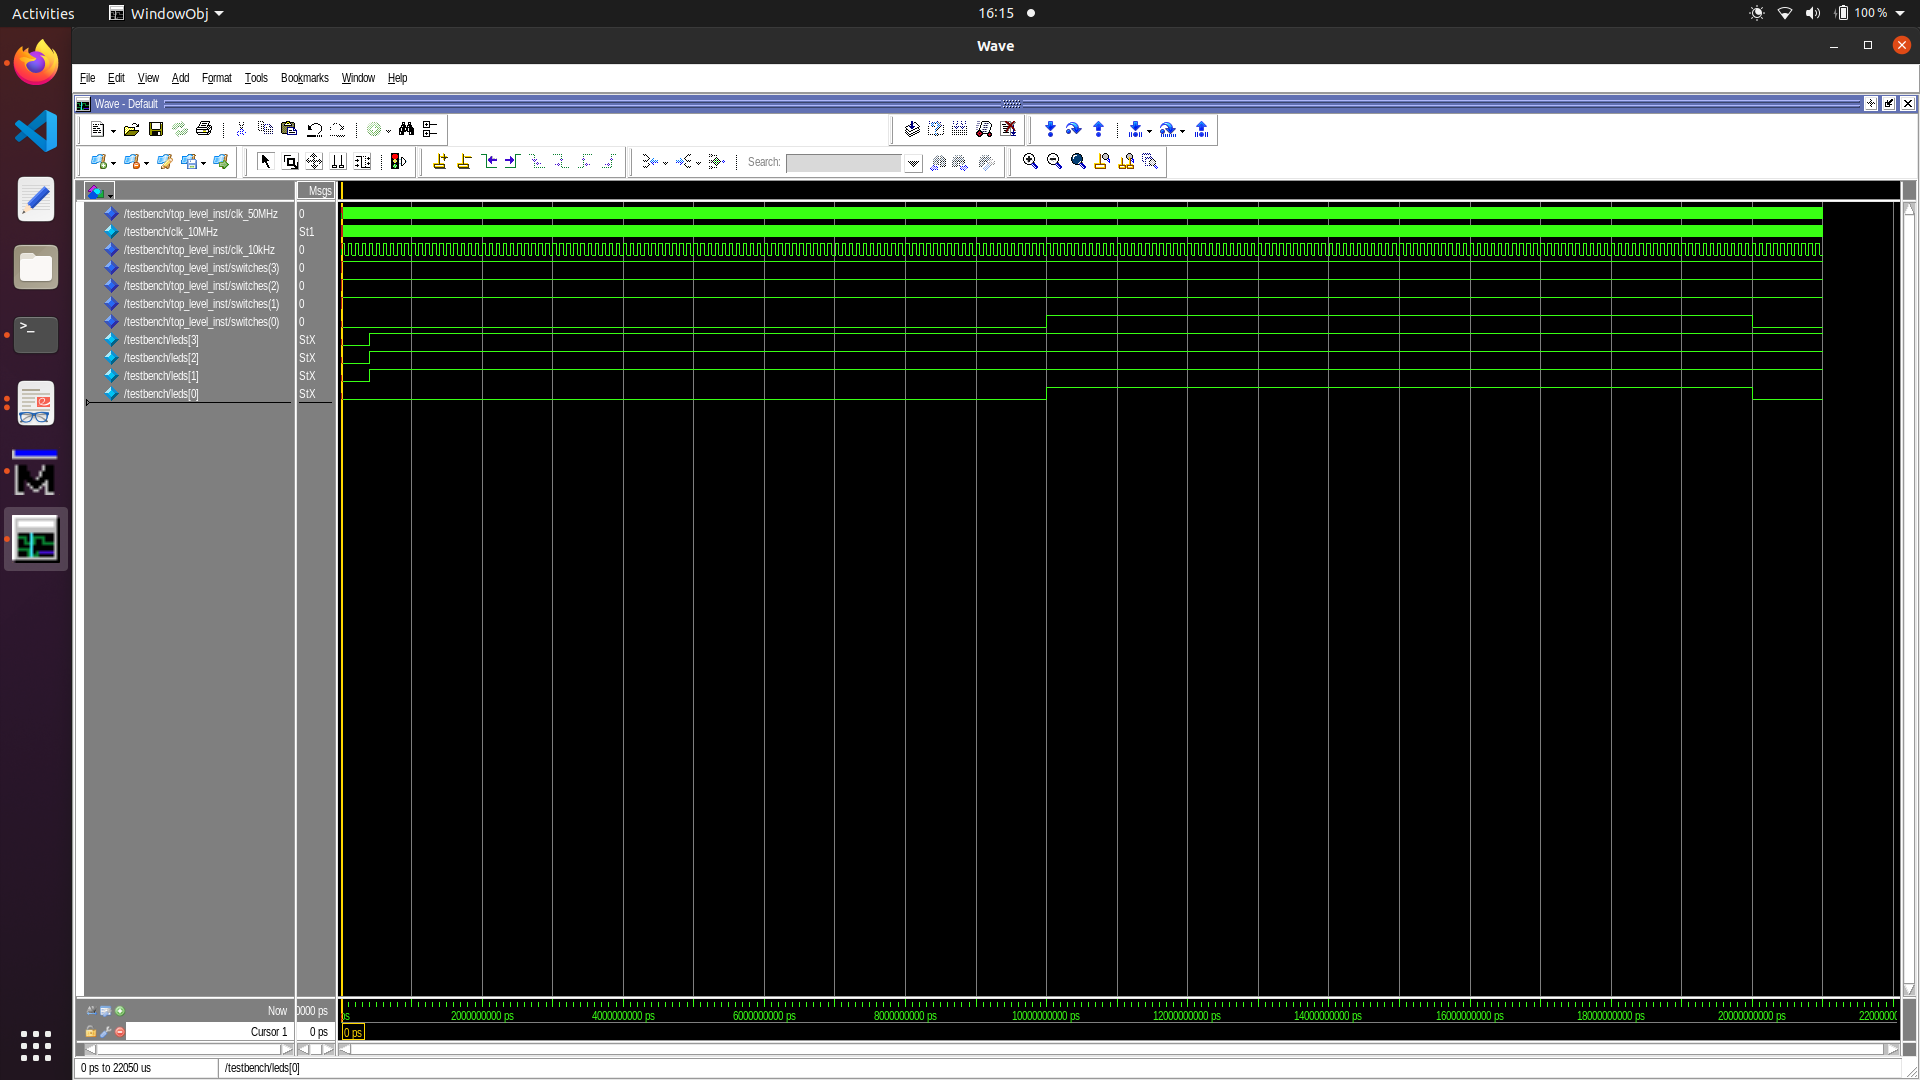 Activities WindowObj 16:15 100 %
Wave
File Edit View Add Format Tools Bookmarks Window Help
Wave - Default
Search:
Msgs
/testbench/top_level_inst/clk_50MHz 0
/testbench/clk_10MHz St1
/testbench/top_level_inst/clk_10kHz 0
/testbench/top_level_inst/switches(3) 0
/testbench/top_level_inst/switches(2) 0
/testbench/top_level_inst/switches(1) 0
/testbench/top_level_inst/switches(0) 0
/testbench/leds[3] StX
/testbench/leds[2] StX
/testbench/leds[1] StX
/testbench/leds[0] StX
Now 0000 ps ps 2000000000 ps 4000000000 ps 6000000000 ps 8000000000 ps 10000000000 ps 12000000000 ps 14000000000 ps 16000000000 ps 18000000000 ps 20000000000 ps 2200000
Cursor 1 0 ps 0 ps
0 ps to 22050 us /testbench/leds[0]